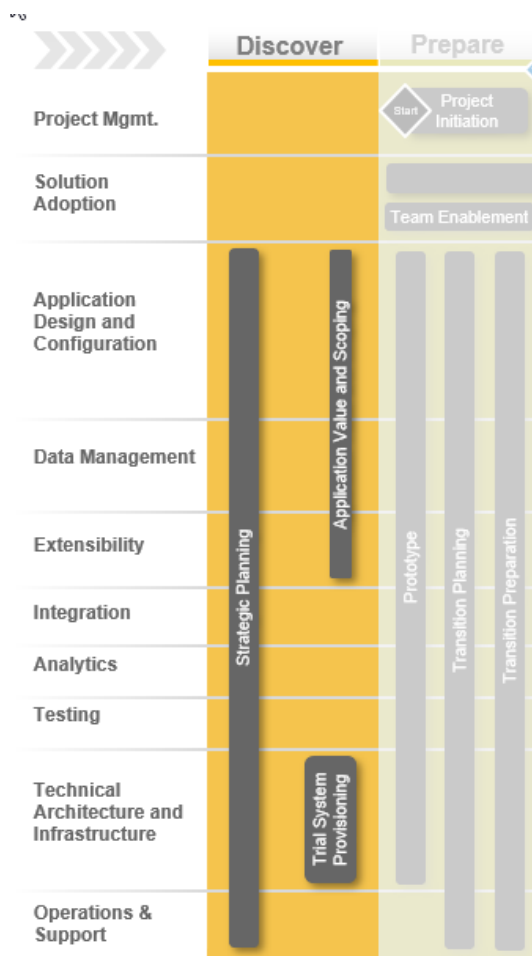 Discover
Prepare
Project Mgmt.
Start
Project
Initiation
Solution
Adoption
Team Enablement
Application
Design and
Configuration
Data Management
Extensibility
Integration
Analytics
Testing
Technical
Architecture and
Infrastructure
Operations &
Support
Strategic Planning
Application Value and Scoping
Trial System
Provisioning
Prototype
Transition Planning
Transition Preparation